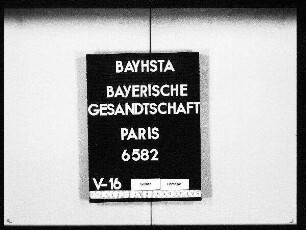 BAYHSTA
BAYERISCHE
GESANDTSCHAFT
PARIS
6582
V-16